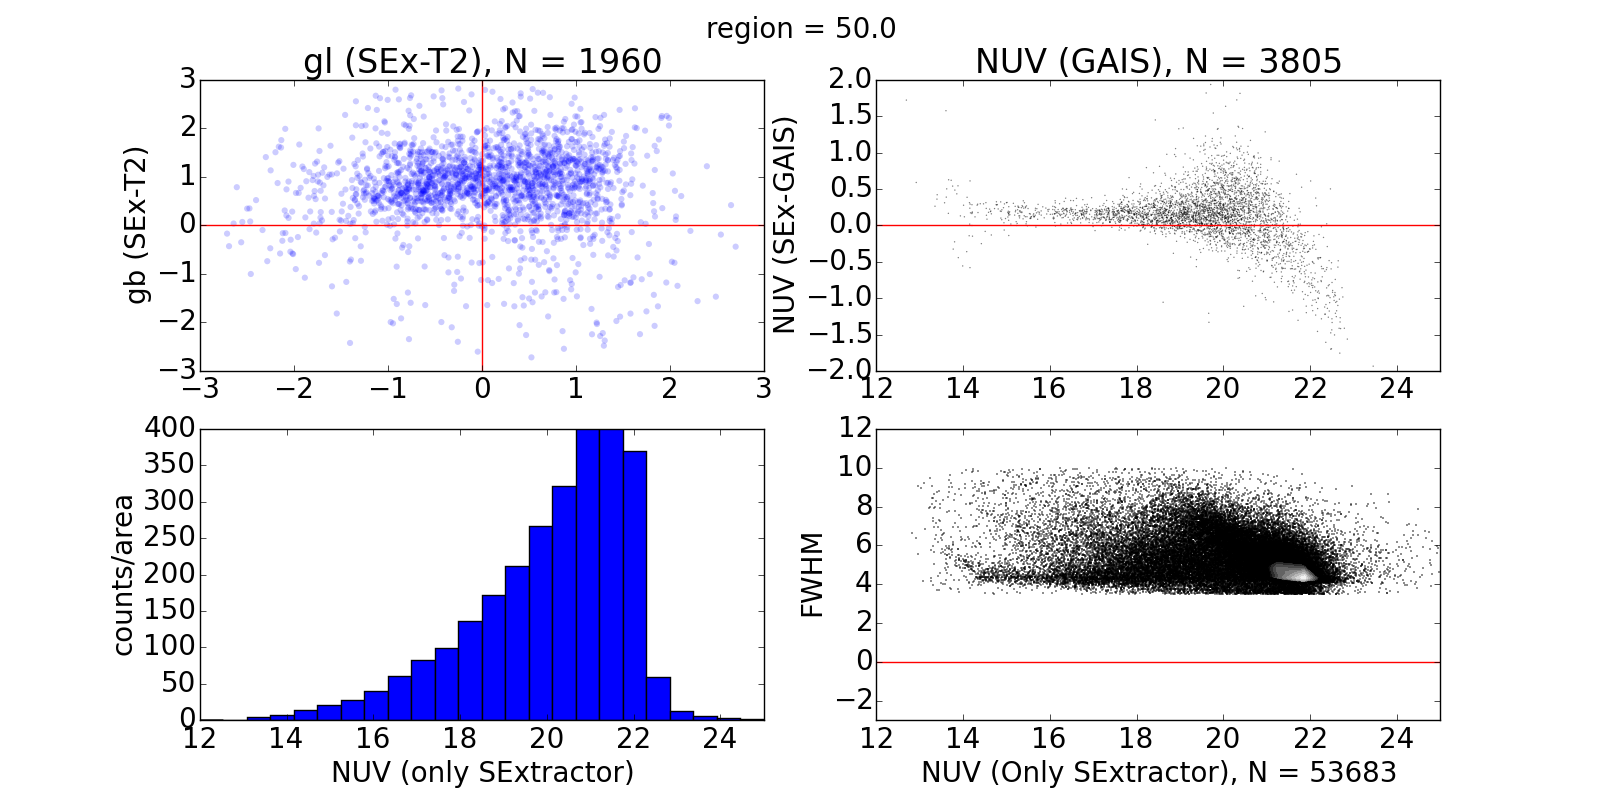 region = 50.0
gl (SEx-T2), N = 1960
NUV (GAIS), N = 3805
gb (SEx-T2)
3
2
1
0
−1
−2
−3
−3 −2 −1 0 1 2 3
NUV (SEx-GAIS)
2.0
1.5
1.0
0.5
0.0
−0.5
−1.0
−1.5
−2.0
12 14 16 18 20 22 24
counts/area
400
350
300
250
200
150
100
50
0
12 14 16 18 20 22 24
NUV (only SExtractor)
FWHM
12
10
8
6
4
2
0
−2
12 14 16 18 20 22 24
NUV (Only SExtractor), N = 53683